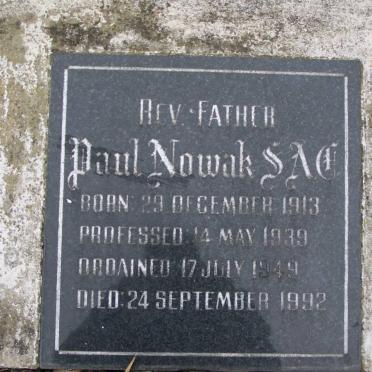 REV. FATHER
Paul Nowak SAC
BORN: 29 DECEMBER 1913
PROFESSED: 14 MAY 1939
ORDAINED: 17 JULY 1949
DIED: 24 SEPTEMBER 1992